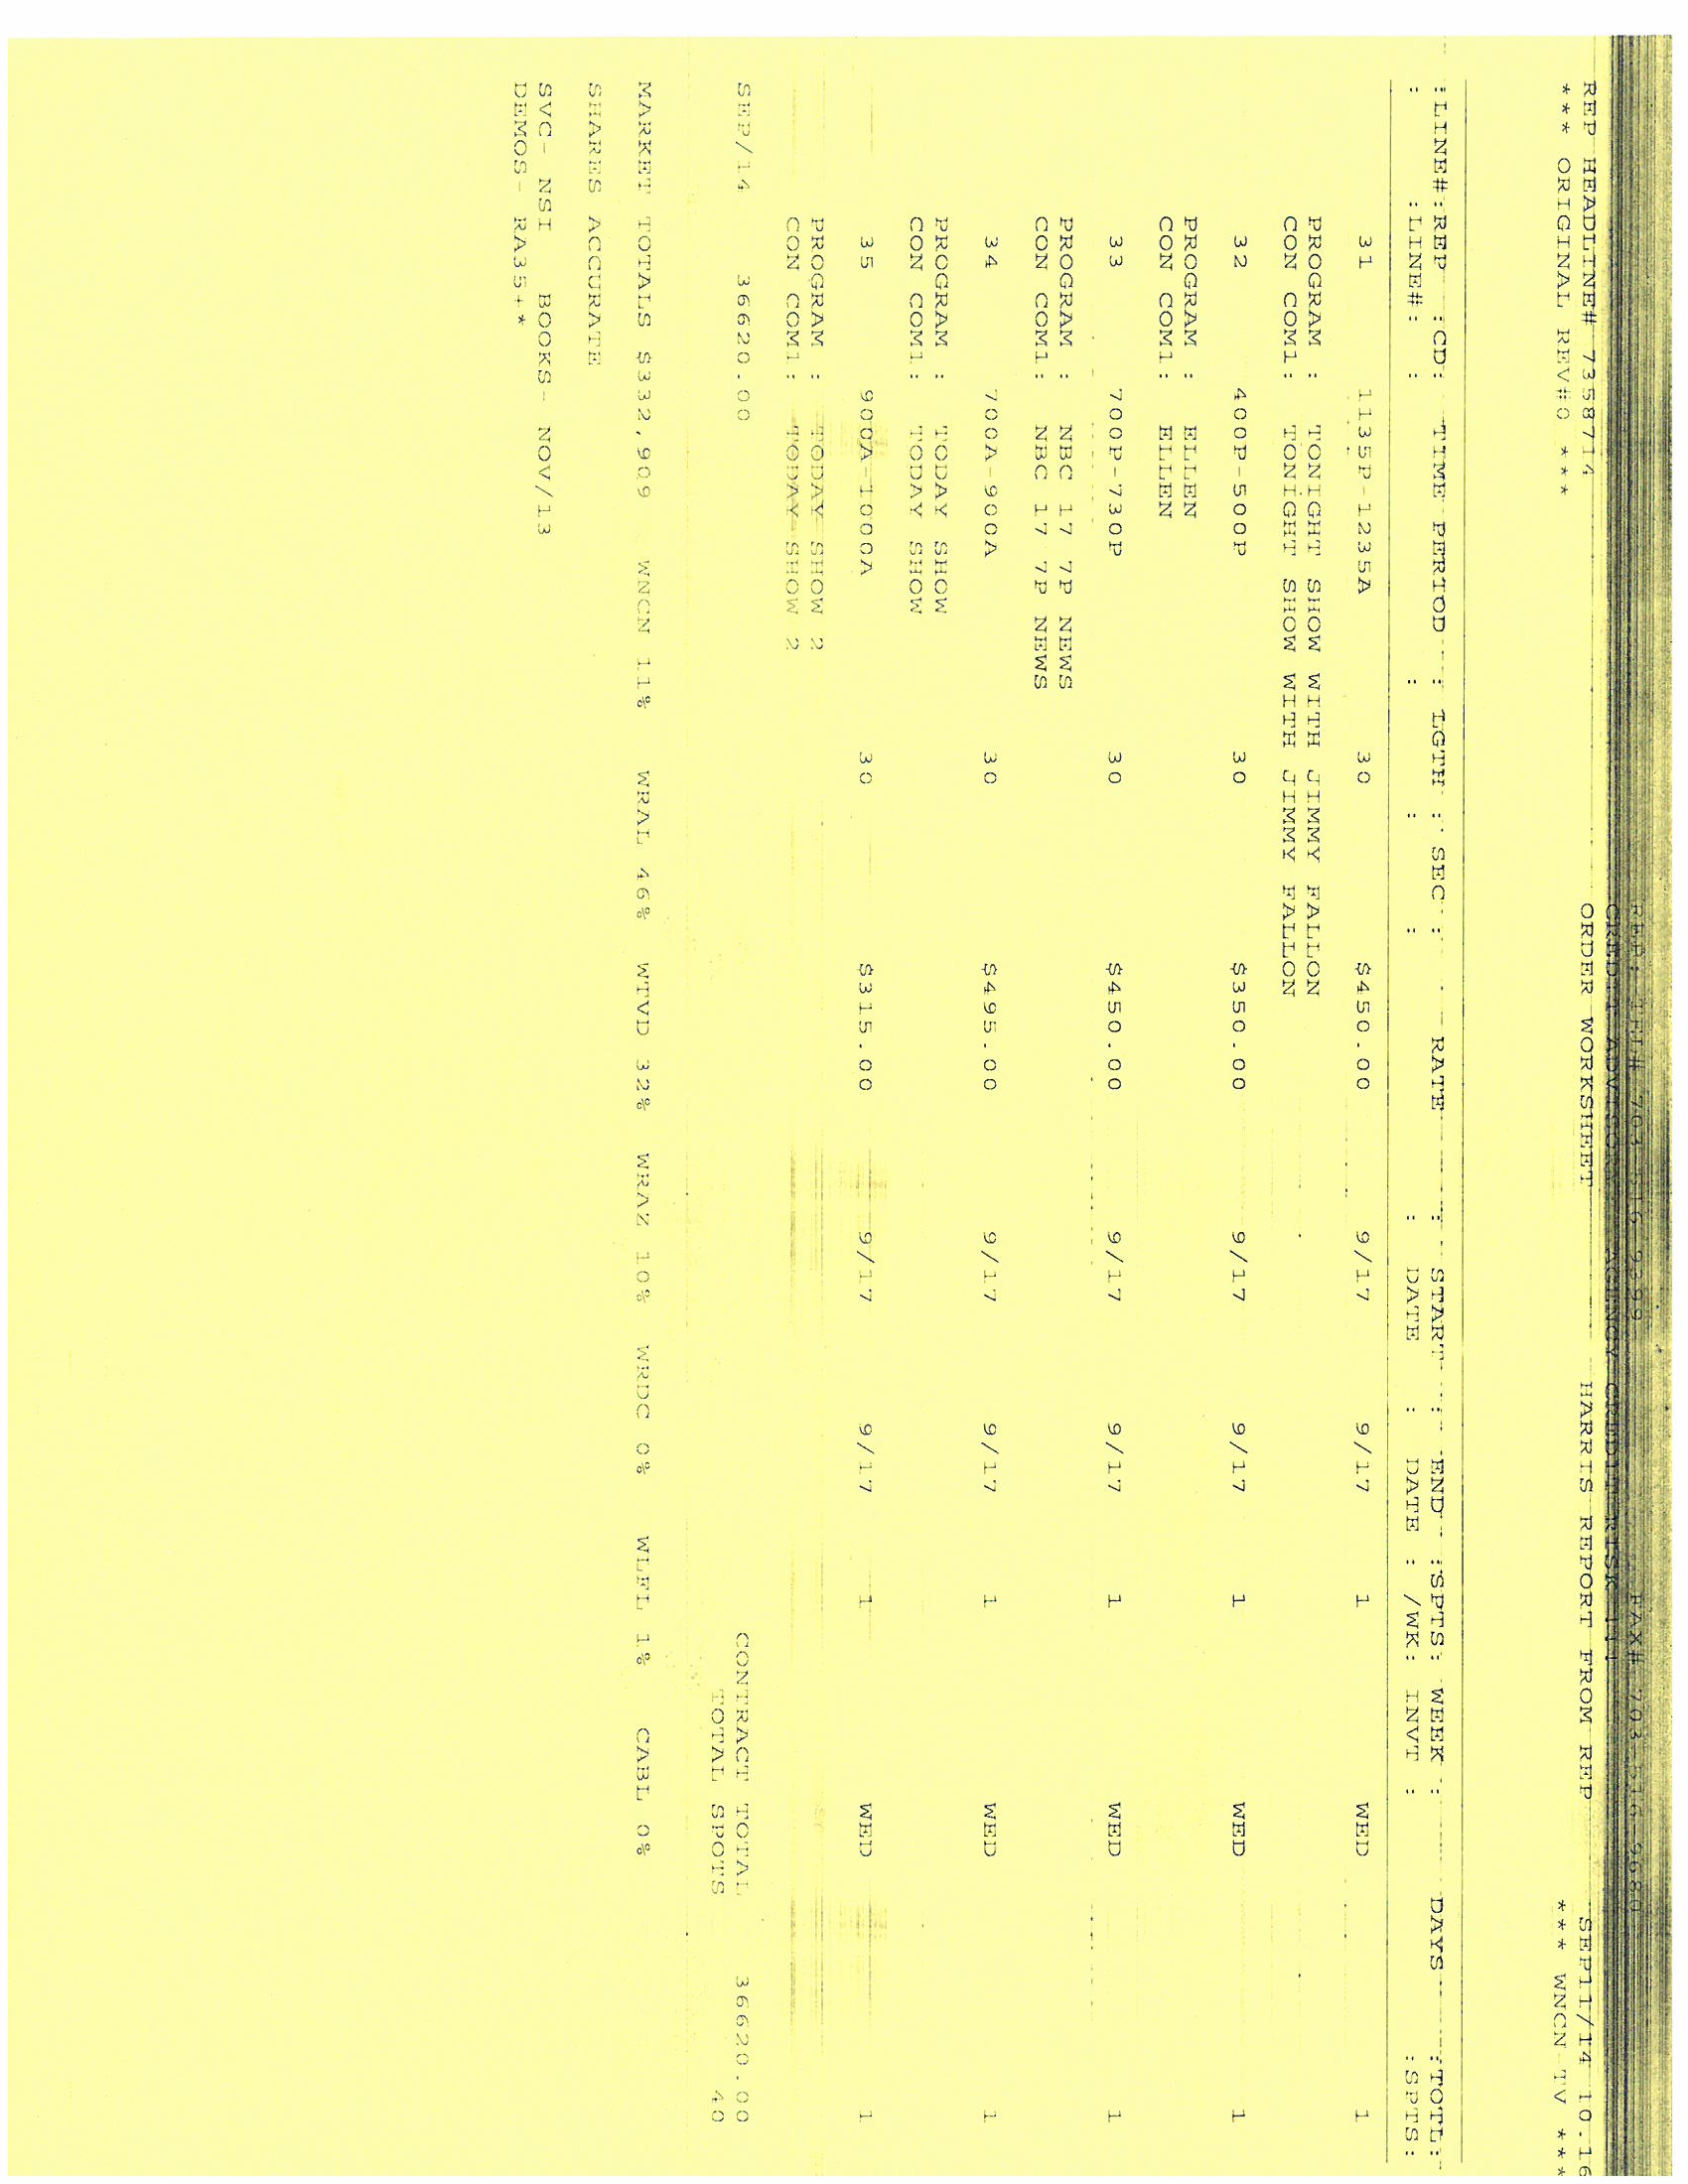 REP: TEL# 703-516-9399 FAX# 703-516-9680
CREDIT ADVISORY: AGENCY CREDIT RISK
REP HEADLINE# 7358714 ORDER WORKSHEET HARRIS REPORT FROM REP SEP11/14 10.16
*** ORIGINAL REV#0 *** *** WNCN-TV ***
:LINE#:REP :CD: TIME PERIOD : LGTH : SEC : RATE : START : END :SPTS: WEEK : DAYS :TOTL:
: :LINE#: : : : : : DATE : DATE : /WK: INVT : :SPTS:
31 1135P-1235A 30 $450.00 9/17 9/17 1 WED 1
PROGRAM : TONIGHT SHOW WITH JIMMY FALLON
CON COM1: TONIGHT SHOW WITH JIMMY FALLON
32 400P-500P 30 $350.00 9/17 9/17 1 WED 1
PROGRAM : ELLEN
CON COM1: ELLEN
33 700P-730P 30 $450.00 9/17 9/17 1 WED 1
PROGRAM : NBC 17 7P NEWS
CON COM1: NBC 17 7P NEWS
34 700A-900A 30 $495.00 9/17 9/17 1 WED 1
PROGRAM : TODAY SHOW
CON COM1: TODAY SHOW
35 900A-1000A 30 $315.00 9/17 9/17 1 WED 1
PROGRAM : TODAY SHOW 2
CON COM1: TODAY SHOW 2
SEP/14 36620.00 CONTRACT TOTAL 36620.00
TOTAL SPOTS 40
MARKET TOTALS $332,909 WNCN 11% WRAL 46% WTVD 32% WRAZ 10% WRDC 0% WLFL 1% CABL 0%
SHARES ACCURATE
SVC- NSI BOOKS- NOV/13
DEMOS- RA35+*